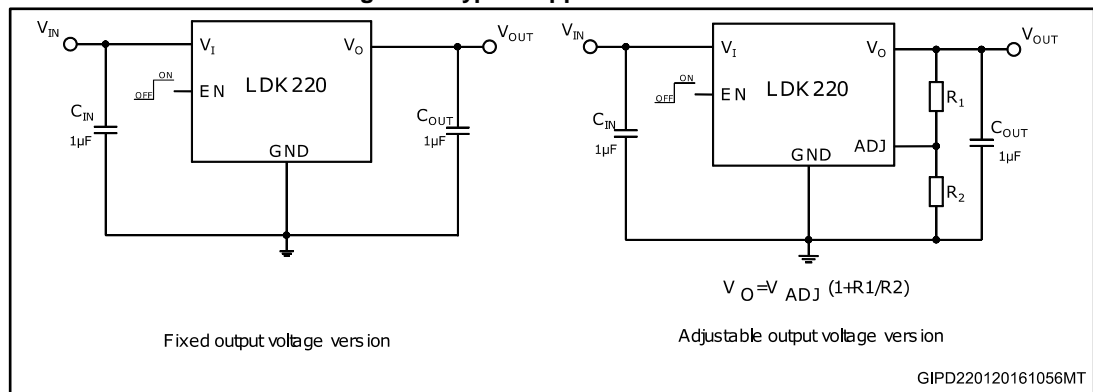 V_IN
V_I
V_O
V_OUT
ON
OFF
EN
LDK220
C_IN
1µF
C_OUT
1µF
GND
Fixed output voltage version
V_IN
V_I
V_O
V_OUT
ON
OFF
EN
LDK220
R_1
C_IN
1µF
ADJ
C_OUT
1µF
GND
R_2
V_O=V_ADJ (1+R1/R2)
Adjustable output voltage version
GIPD220120161056MT